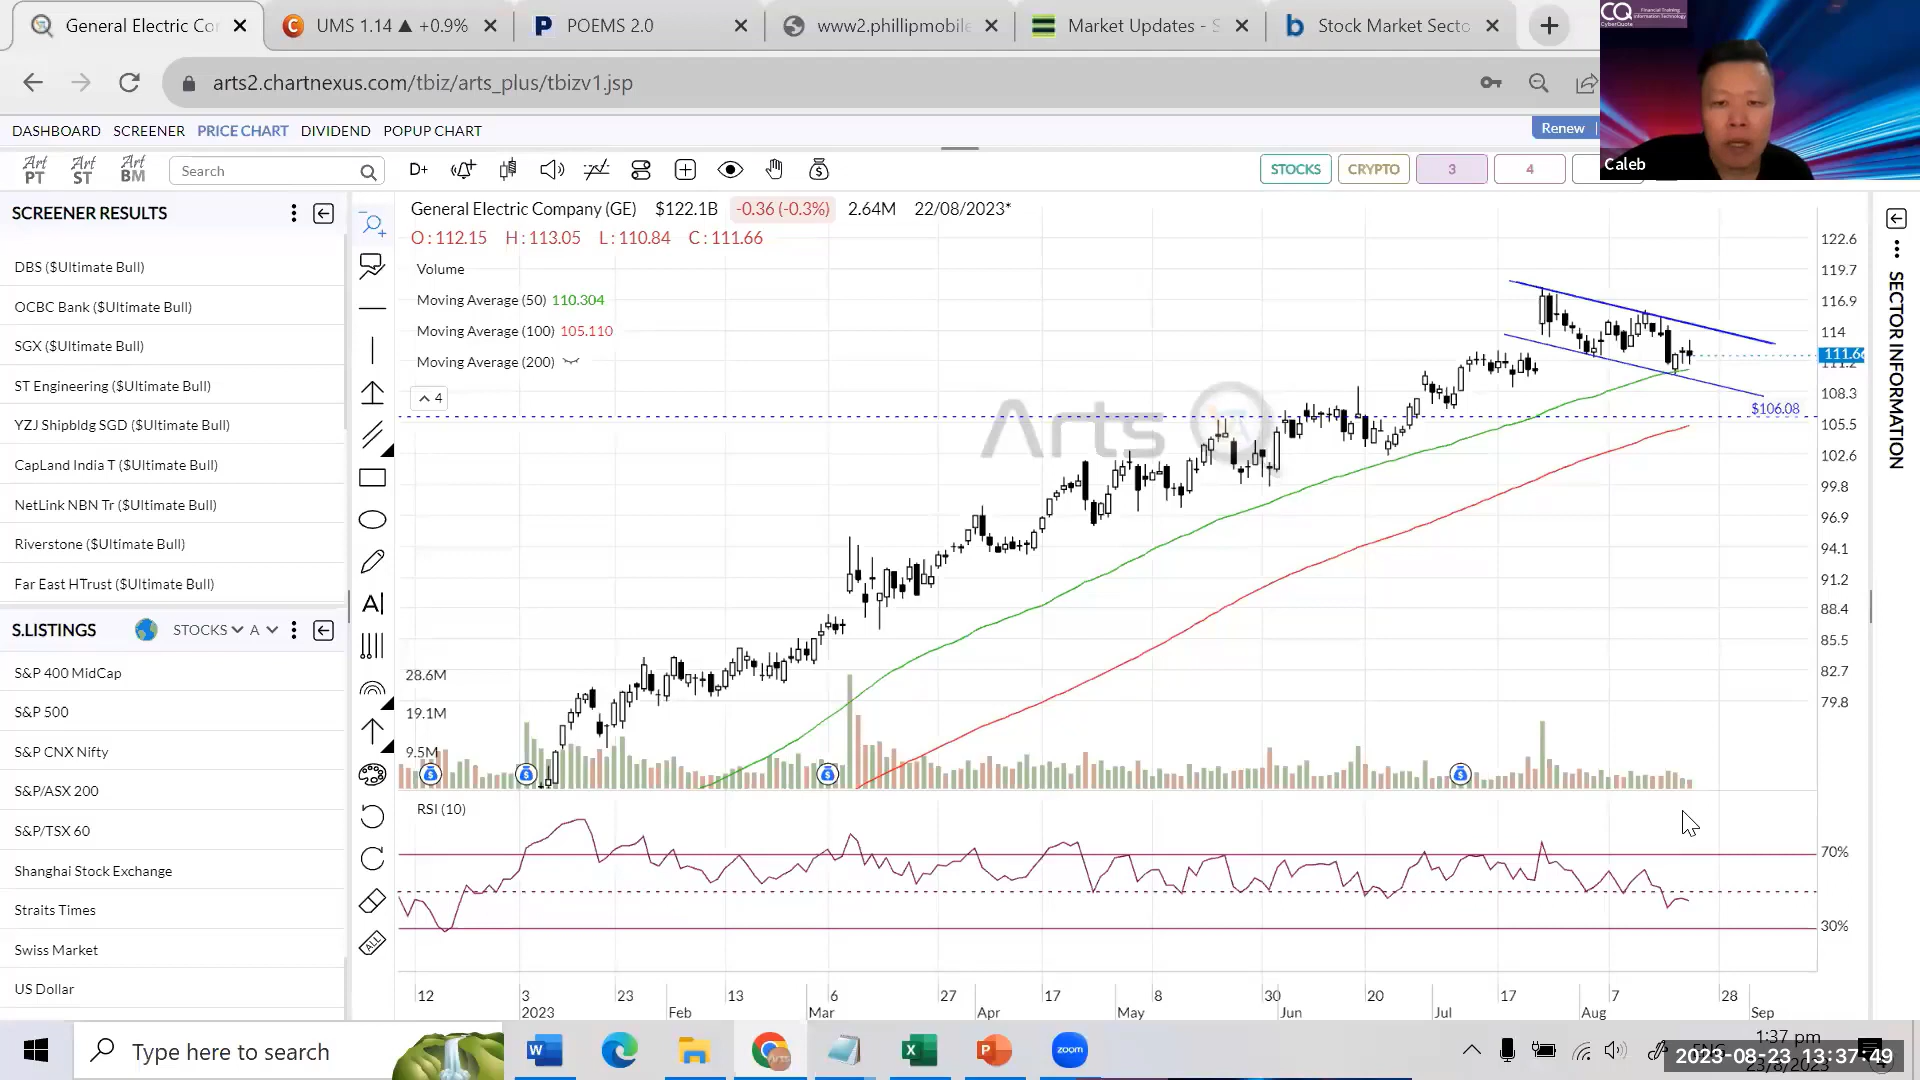 General Electric Co
UMS 1.14 ▲ +0.9%
POEMS 2.0
www2.phillipmobile
Market Updates - S
Stock Market Secto
CQ
CyberQuote
Financial Training
Information Technology
arts2.chartnexus.com/tbiz/arts_plus/tbizv1.jsp
DASHBOARD SCREENER PRICE CHART DIVIDEND POPUP CHART
Renew
Caleb
Art PT
Art ST
Art BM
Search
D+
STOCKS
CRYPTO
3
4
SCREENER RESULTS
DBS ($Ultimate Bull)
OCBC Bank ($Ultimate Bull)
SGX ($Ultimate Bull)
ST Engineering ($Ultimate Bull)
YZJ Shipbldg SGD ($Ultimate Bull)
CapLand India T ($Ultimate Bull)
NetLink NBN Tr ($Ultimate Bull)
Riverstone ($Ultimate Bull)
Far East HTrust ($Ultimate Bull)
S.LISTINGS
STOCKS A
S&P 400 MidCap
S&P 500
S&P CNX Nifty
S&P/ASX 200
S&P/TSX 60
Shanghai Stock Exchange
Straits Times
Swiss Market
US Dollar
A|
ALL
General Electric Company (GE) $122.1B -0.36 (-0.3%) 2.64M 22/08/2023*
O : 112.15 H : 113.05 L : 110.84 C : 111.66
Volume
Moving Average (50) 110.304
Moving Average (100) 105.110
Moving Average (200)
4
Arts
$106.08
122.6
119.7
116.9
114
111.66
111.2
108.3
105.5
102.6
99.8
96.9
94.1
91.2
88.4
85.5
82.7
79.8
28.6M
19.1M
9.5M
RSI (10)
70%
30%
12 3 23 13 6 27 17 8 30 20 17 7 28
2023 Feb Mar Apr May Jun Jul Aug Sep
SECTOR INFORMATION
Type here to search
zoom
1:37 pm
2023-08-23 13:37:49